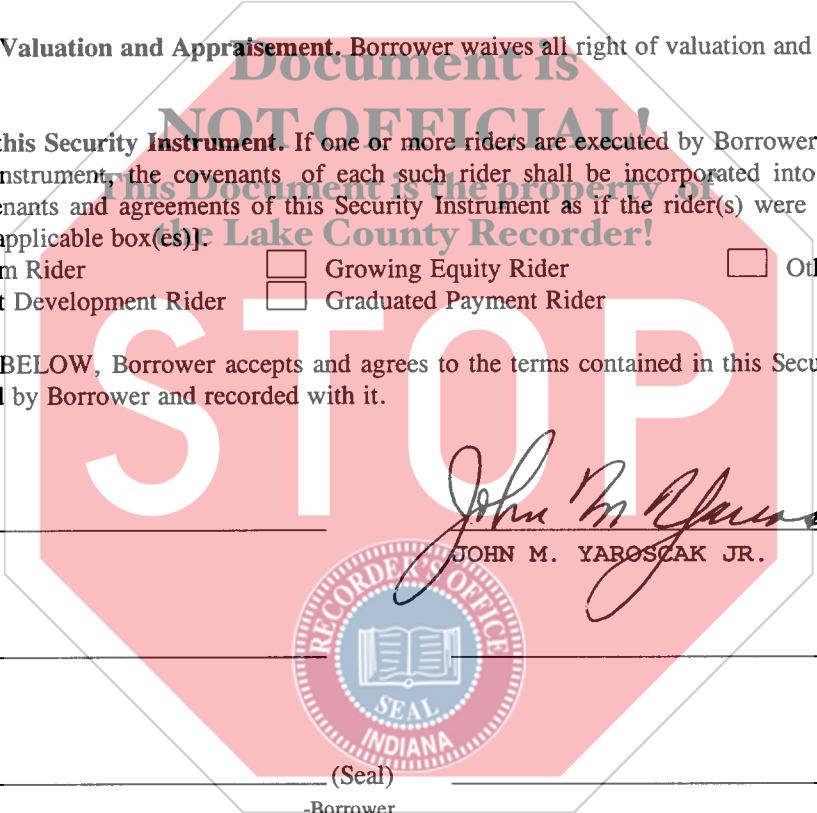 Valuation and Appraisement. Borrower waives all right of valuation and
Document is
NOT OFFICIAL!
this Security Instrument. If one or more riders are executed by Borrower
nstrument, the covenants of each such rider shall be incorporated into
This Document is the property of
enants and agreements of this Security Instrument as if the rider(s) were
the Lake County Recorder!
applicable box(es)].
m Rider Growing Equity Rider Oth
t Development Rider Graduated Payment Rider
STOP
BELOW, Borrower accepts and agrees to the terms contained in this Secu
l by Borrower and recorded with it.
John M Yaros
JOHN M. YAROSCAK JR.
RECORDER'S OFFICE
SEAL
INDIANA
(Seal)
-Borrower